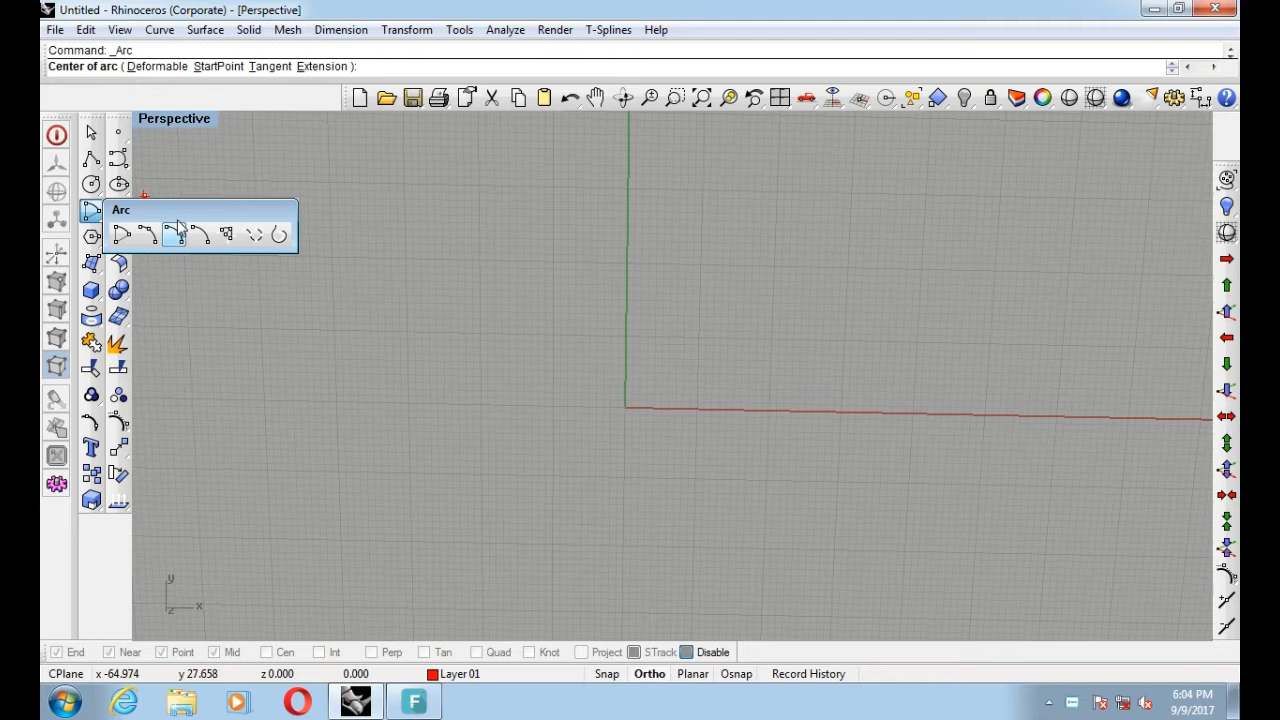 Untitled - Rhinoceros (Corporate) - [Perspective]
File Edit View Curve Surface Solid Mesh Dimension Transform Tools Analyze Render T-Splines Help
Command: _Arc
Center of arc ( Deformable StartPoint Tangent Extension ):
Perspective
Arc
y
z x
End Near Point Mid Cen Int Perp Tan Quad Knot Project STrack Disable
CPlane x -64.974 y 27.658 z 0.000 0.000 Layer 01 Snap Ortho Planar Osnap Record History
6:04 PM
9/9/2017